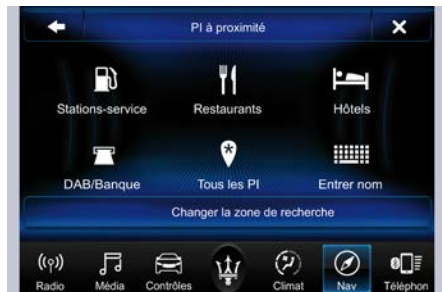 PI à proximité
Stations-service Restaurants Hôtels
DAB/Banque Tous les PI Entrer nom
Changer la zone de recherche
Radio Média Contrôles Climat Nav Téléphon